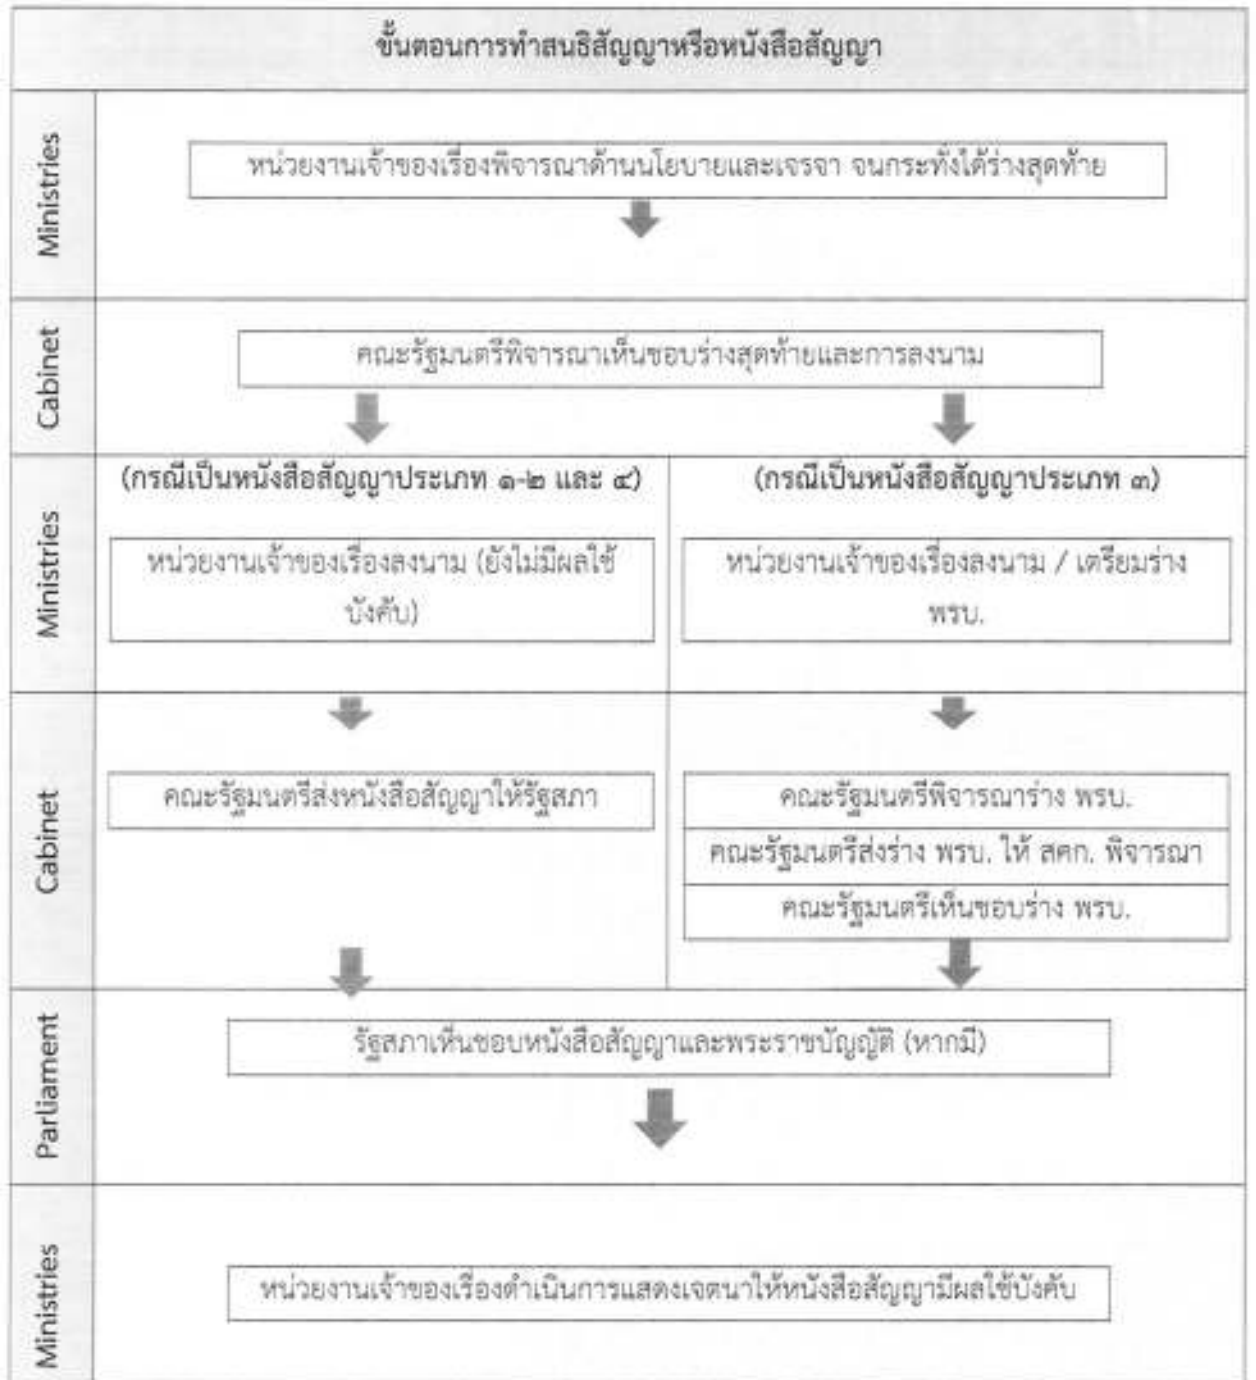 ขั้นตอนการทำสนธิสัญญาหรือหนังสือสัญญา
Ministries
หน่วยงานเจ้าของเรื่องพิจารณาด้านนโยบายและเจรจา จนกระทั่งได้ร่างสุดท้าย
Cabinet
คณะรัฐมนตรีพิจารณาเห็นชอบร่างสุดท้ายและการลงนาม
Ministries
(กรณีเป็นหนังสือสัญญาประเภท ๑-๒ และ ๔)
หน่วยงานเจ้าของเรื่องลงนาม (ยังไม่มีผลใช้
บังคับ)
(กรณีเป็นหนังสือสัญญาประเภท ๓)
หน่วยงานเจ้าของเรื่องลงนาม / เตรียมร่าง
พรบ.
Cabinet
คณะรัฐมนตรีส่งหนังสือสัญญาให้รัฐสภา
คณะรัฐมนตรีพิจารณาร่าง พรบ.
คณะรัฐมนตรีส่งร่าง พรบ. ให้ สคก. พิจารณา
คณะรัฐมนตรีเห็นชอบร่าง พรบ.
Parliament
รัฐสภาเห็นชอบหนังสือสัญญาและพระราชบัญญัติ (หากมี)
Ministries
หน่วยงานเจ้าของเรื่องดำเนินการแสดงเจตนาให้หนังสือสัญญามีผลใช้บังคับ